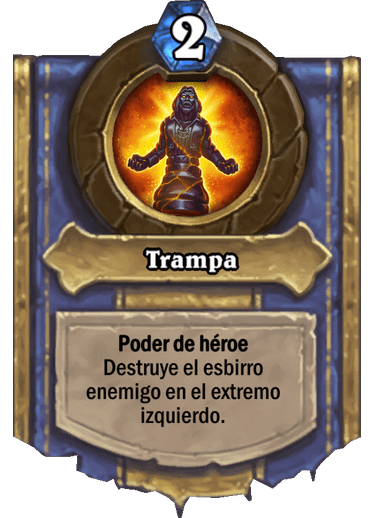 2
Trampa
Poder de héroe
Destruye el esbirro
enemigo en el extremo
izquierdo.